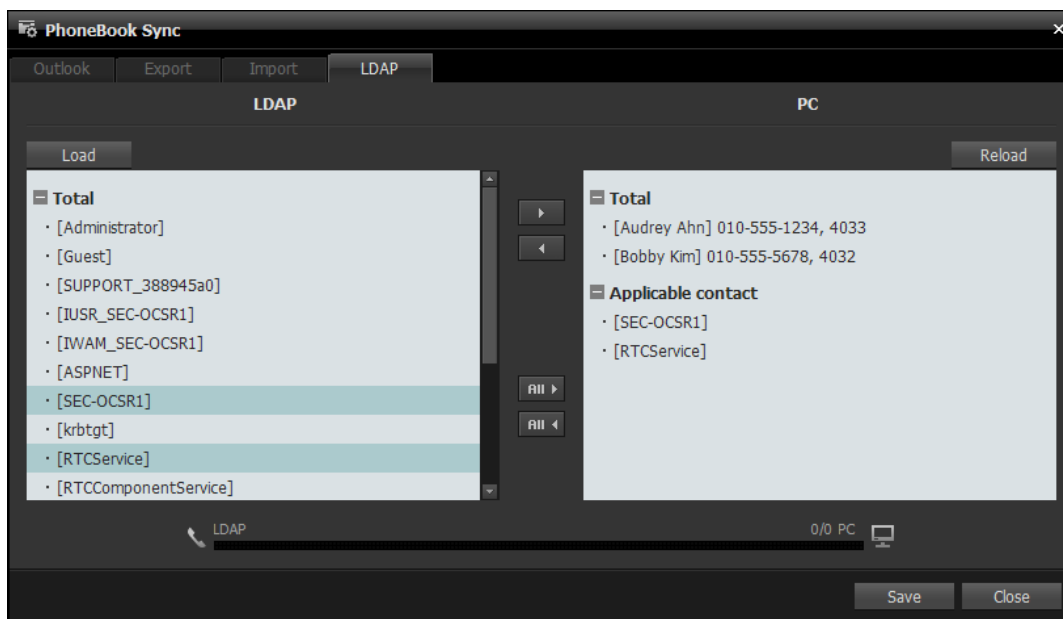 PhoneBook Sync
Outlook Export Import LDAP
LDAP PC
Load Reload
Total
[Administrator]
[Guest]
[SUPPORT_388945a0]
[IUSR_SEC-OCSR1]
[IWAM_SEC-OCSR1]
[ASPNET]
[SEC-OCSR1]
[krbtgt]
[RTCService]
[RTCComponentService]
All
All
Total
[Audrey Ahn] 010-555-1234, 4033
[Bobby Kim] 010-555-5678, 4032
Applicable contact
[SEC-OCSR1]
[RTCService]
LDAP 0/0 PC
Save Close